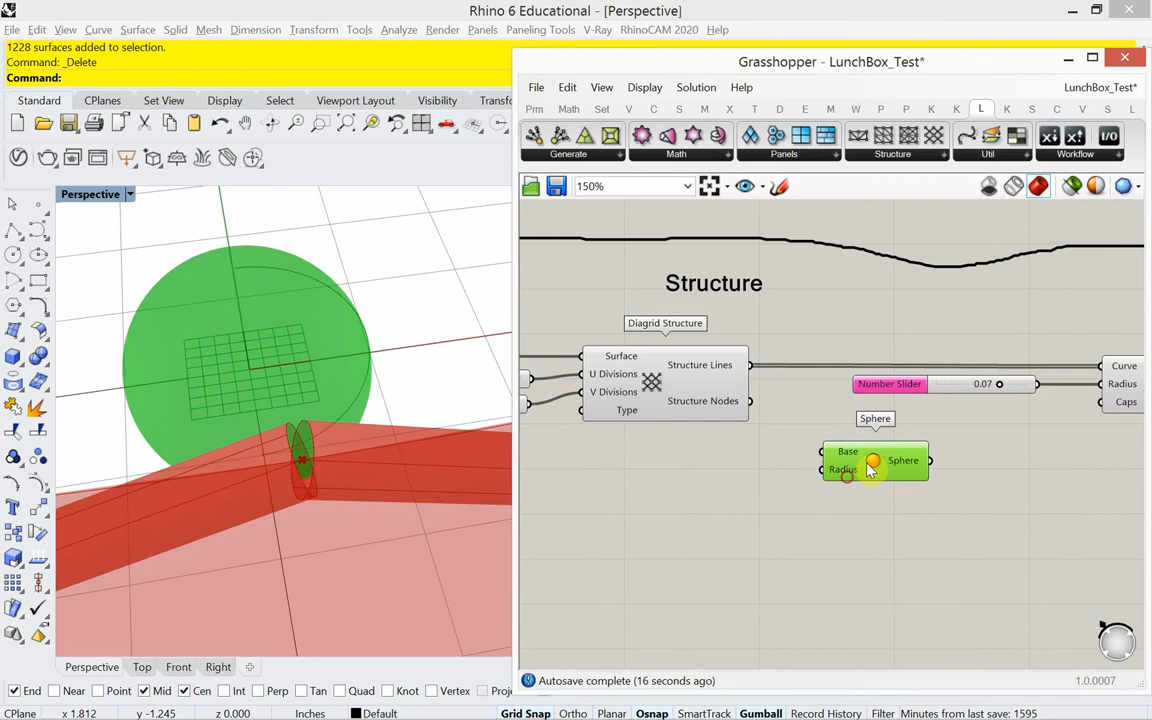 Rhino 6 Educational - [Perspective]
File Edit View Curve Surface Solid Mesh Dimension Transform Tools Analyze Render Panels Paneling Tools V-Ray RhinoCAM 2020 Help
1228 surfaces added to selection.
Command: _Delete
Command:
Standard CPlanes Set View Display Select Viewport Layout Visibility Transfo
Perspective
Grasshopper - LunchBox_Test*
File Edit View Display Solution Help LunchBox_Test*
Prm Math Set V C S M X T D E M W P P K K L K S C V S L
Generate Math Panels Structure Util Workflow
I/O
150%
Structure
Diagrid Structure
Surface
U Divisions
V Divisions
Type
Structure Lines
Structure Nodes
Number Slider 0.07
Curve
Radius
Caps
S
Sphere
Base
Radius
Sphere
Autosave complete (16 seconds ago) 1.0.0007
Perspective Top Front Right
End Near Point Mid Cen Int Perp Tan Quad Knot Vertex Proje
CPlane x 1.812 y -1.245 z 0.000 Inches Default Grid Snap Ortho Planar Osnap SmartTrack Gumball Record History Filter Minutes from last save: 1595